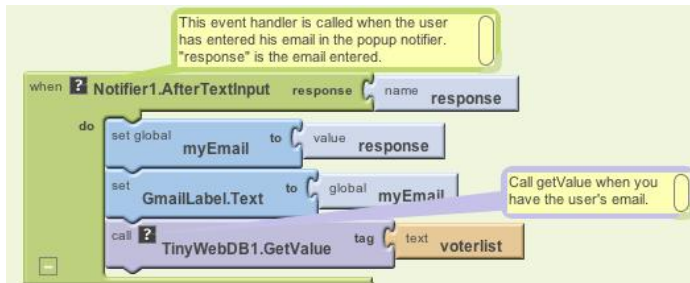 This event handler is called when the user
has entered his email in the popup notifier.
"response" is the email entered.
when ? Notifier1.AfterTextInput response name response
do
set global myEmail to value response
set GmailLabel.Text to global myEmail
Call getValue when you
have the user's email.
call ? TinyWebDB1.GetValue tag text voterlist